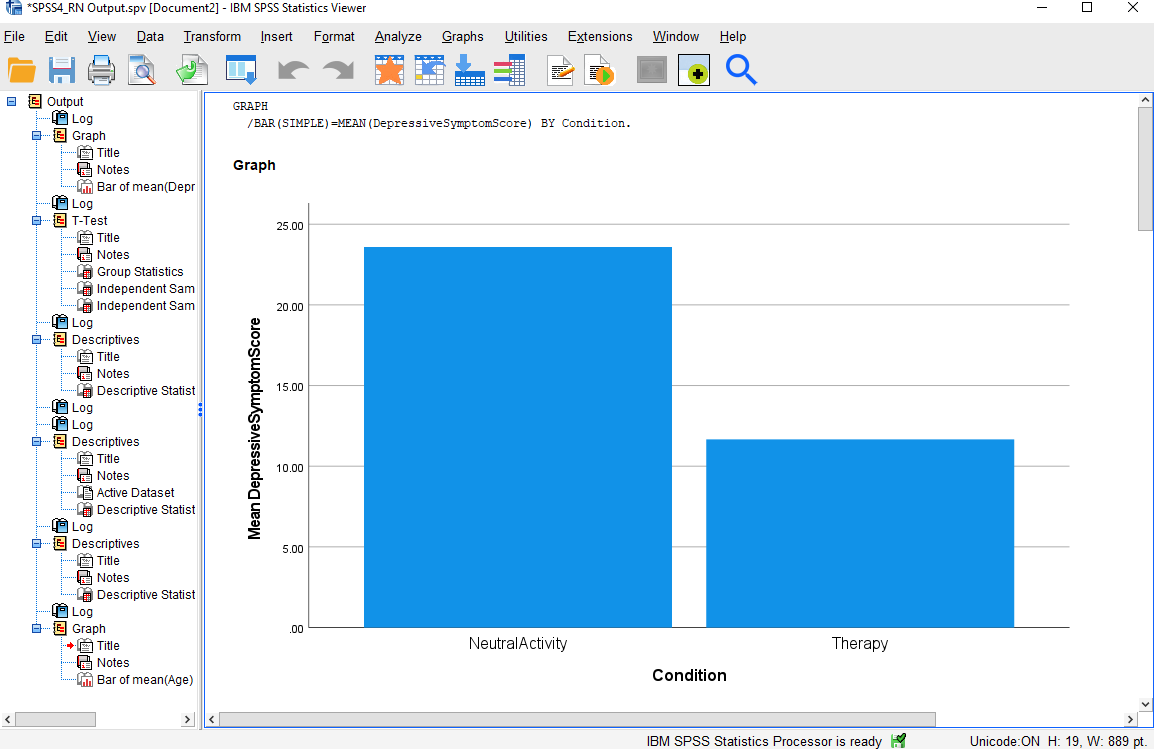 *SPSS4_RN Output.spv [Document2] - IBM SPSS Statistics Viewer
File Edit View Data Transform Insert Format Analyze Graphs Utilities Extensions Window Help
Output
Log
Graph
Title
Notes
Bar of mean(Depr
Log
T-Test
Title
Notes
Group Statistics
Independent Sam
Independent Sam
Log
Descriptives
Title
Notes
Descriptive Statist
Log
Log
Descriptives
Title
Notes
Active Dataset
Descriptive Statist
Log
Descriptives
Title
Notes
Descriptive Statist
Log
Graph
Title
Notes
Bar of mean(Age)
GRAPH
/BAR(SIMPLE)=MEAN(DepressiveSymptomScore) BY Condition.
Graph
Mean DepressiveSymptomScore
25.00
20.00
15.00
10.00
5.00
.00
NeutralActivity Therapy
Condition
IBM SPSS Statistics Processor is ready Unicode:ON H: 19, W: 889 pt.